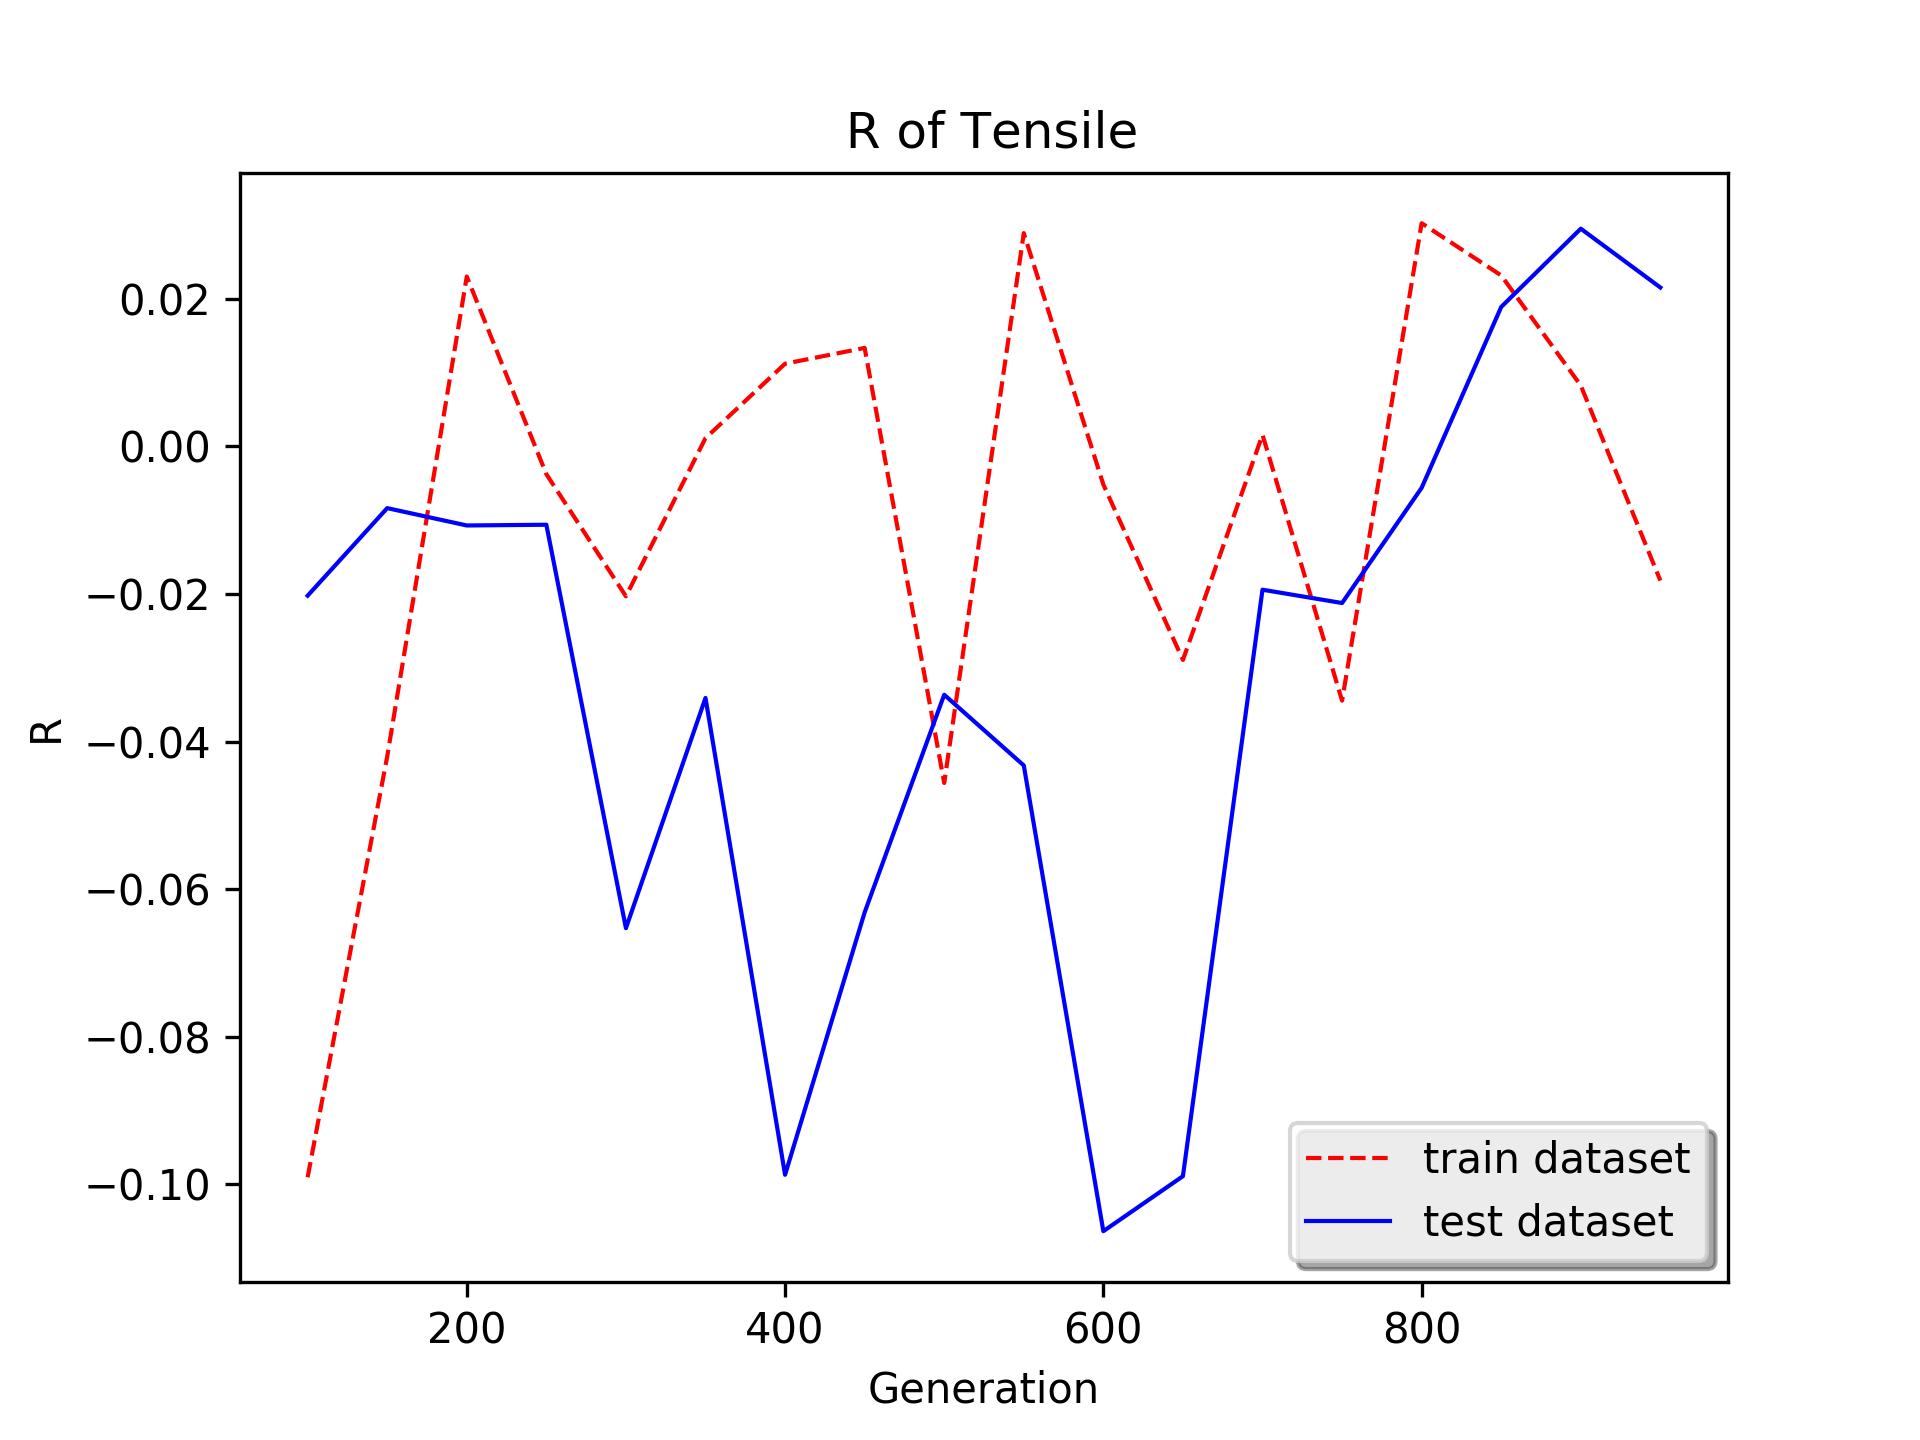 R of Tensile
R
0.02
0.00
−0.02
−0.04
−0.06
−0.08
−0.10
train dataset
test dataset
200 400 600 800
Generation